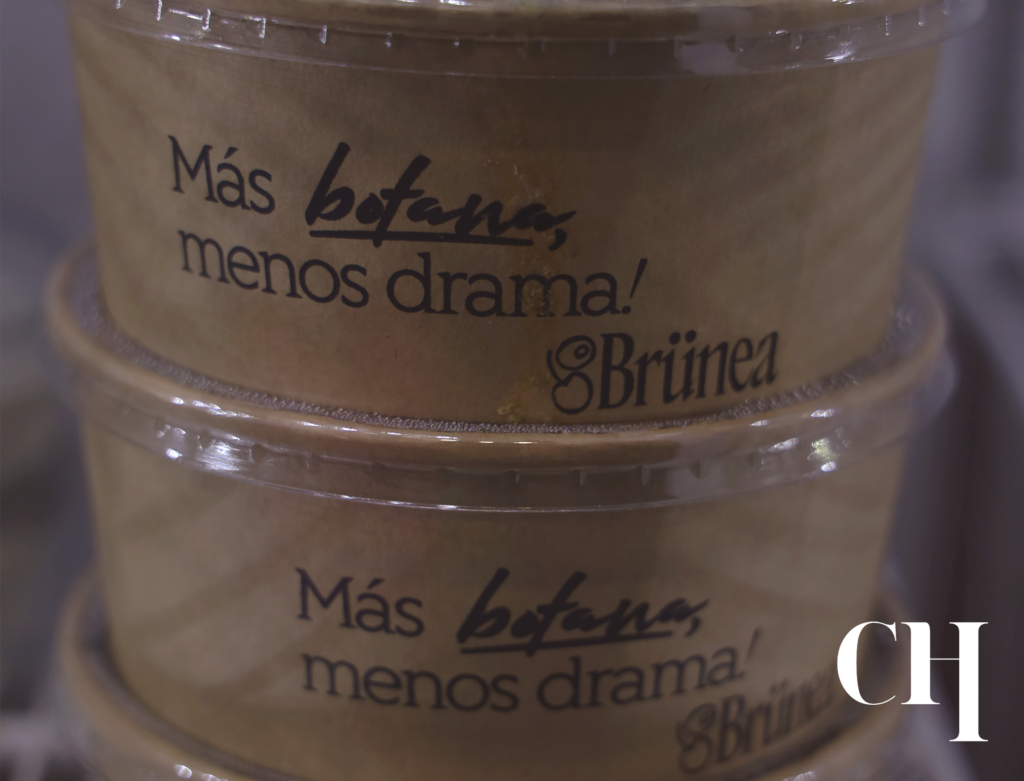 Más botana,
menos drama!
Brünea
Más botana,
menos drama!
Brünea
CH